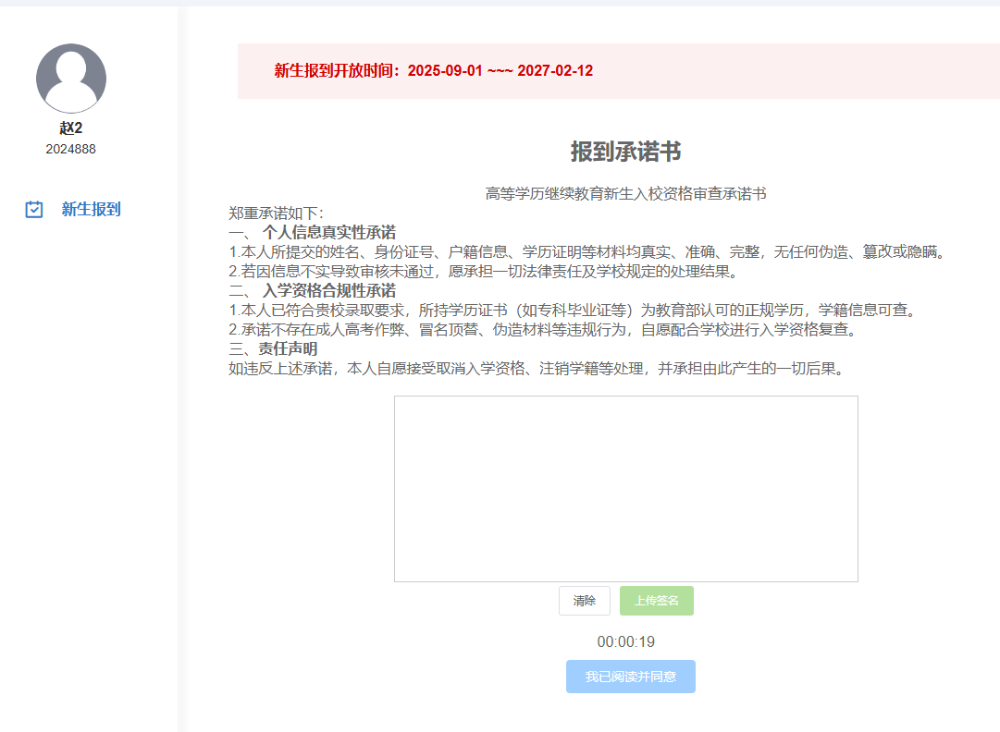 新生报到开放时间：2025-09-01 ~~~ 2027-02-12
赵2
2024888
新生报到
报到承诺书
高等学历继续教育新生入校资格审查承诺书
郑重承诺如下：
一、 个人信息真实性承诺
1.本人所提交的姓名、身份证号、户籍信息、学历证明等材料均真实、准确、完整，无任何伪造、篡改或隐瞒。
2.若因信息不实导致审核未通过，愿承担一切法律责任及学校规定的处理结果。
二、 入学资格合规性承诺
1.本人已符合贵校录取要求，所持学历证书（如专科毕业证等）为教育部认可的正规学历，学籍信息可查。
2.承诺不存在成人高考作弊、冒名顶替、伪造材料等违规行为，自愿配合学校进行入学资格复查。
三、责任声明
如违反上述承诺，本人自愿接受取消入学资格、注销学籍等处理，并承担由此产生的一切后果。
清除 上传签名
00:00:19
我已阅读并同意